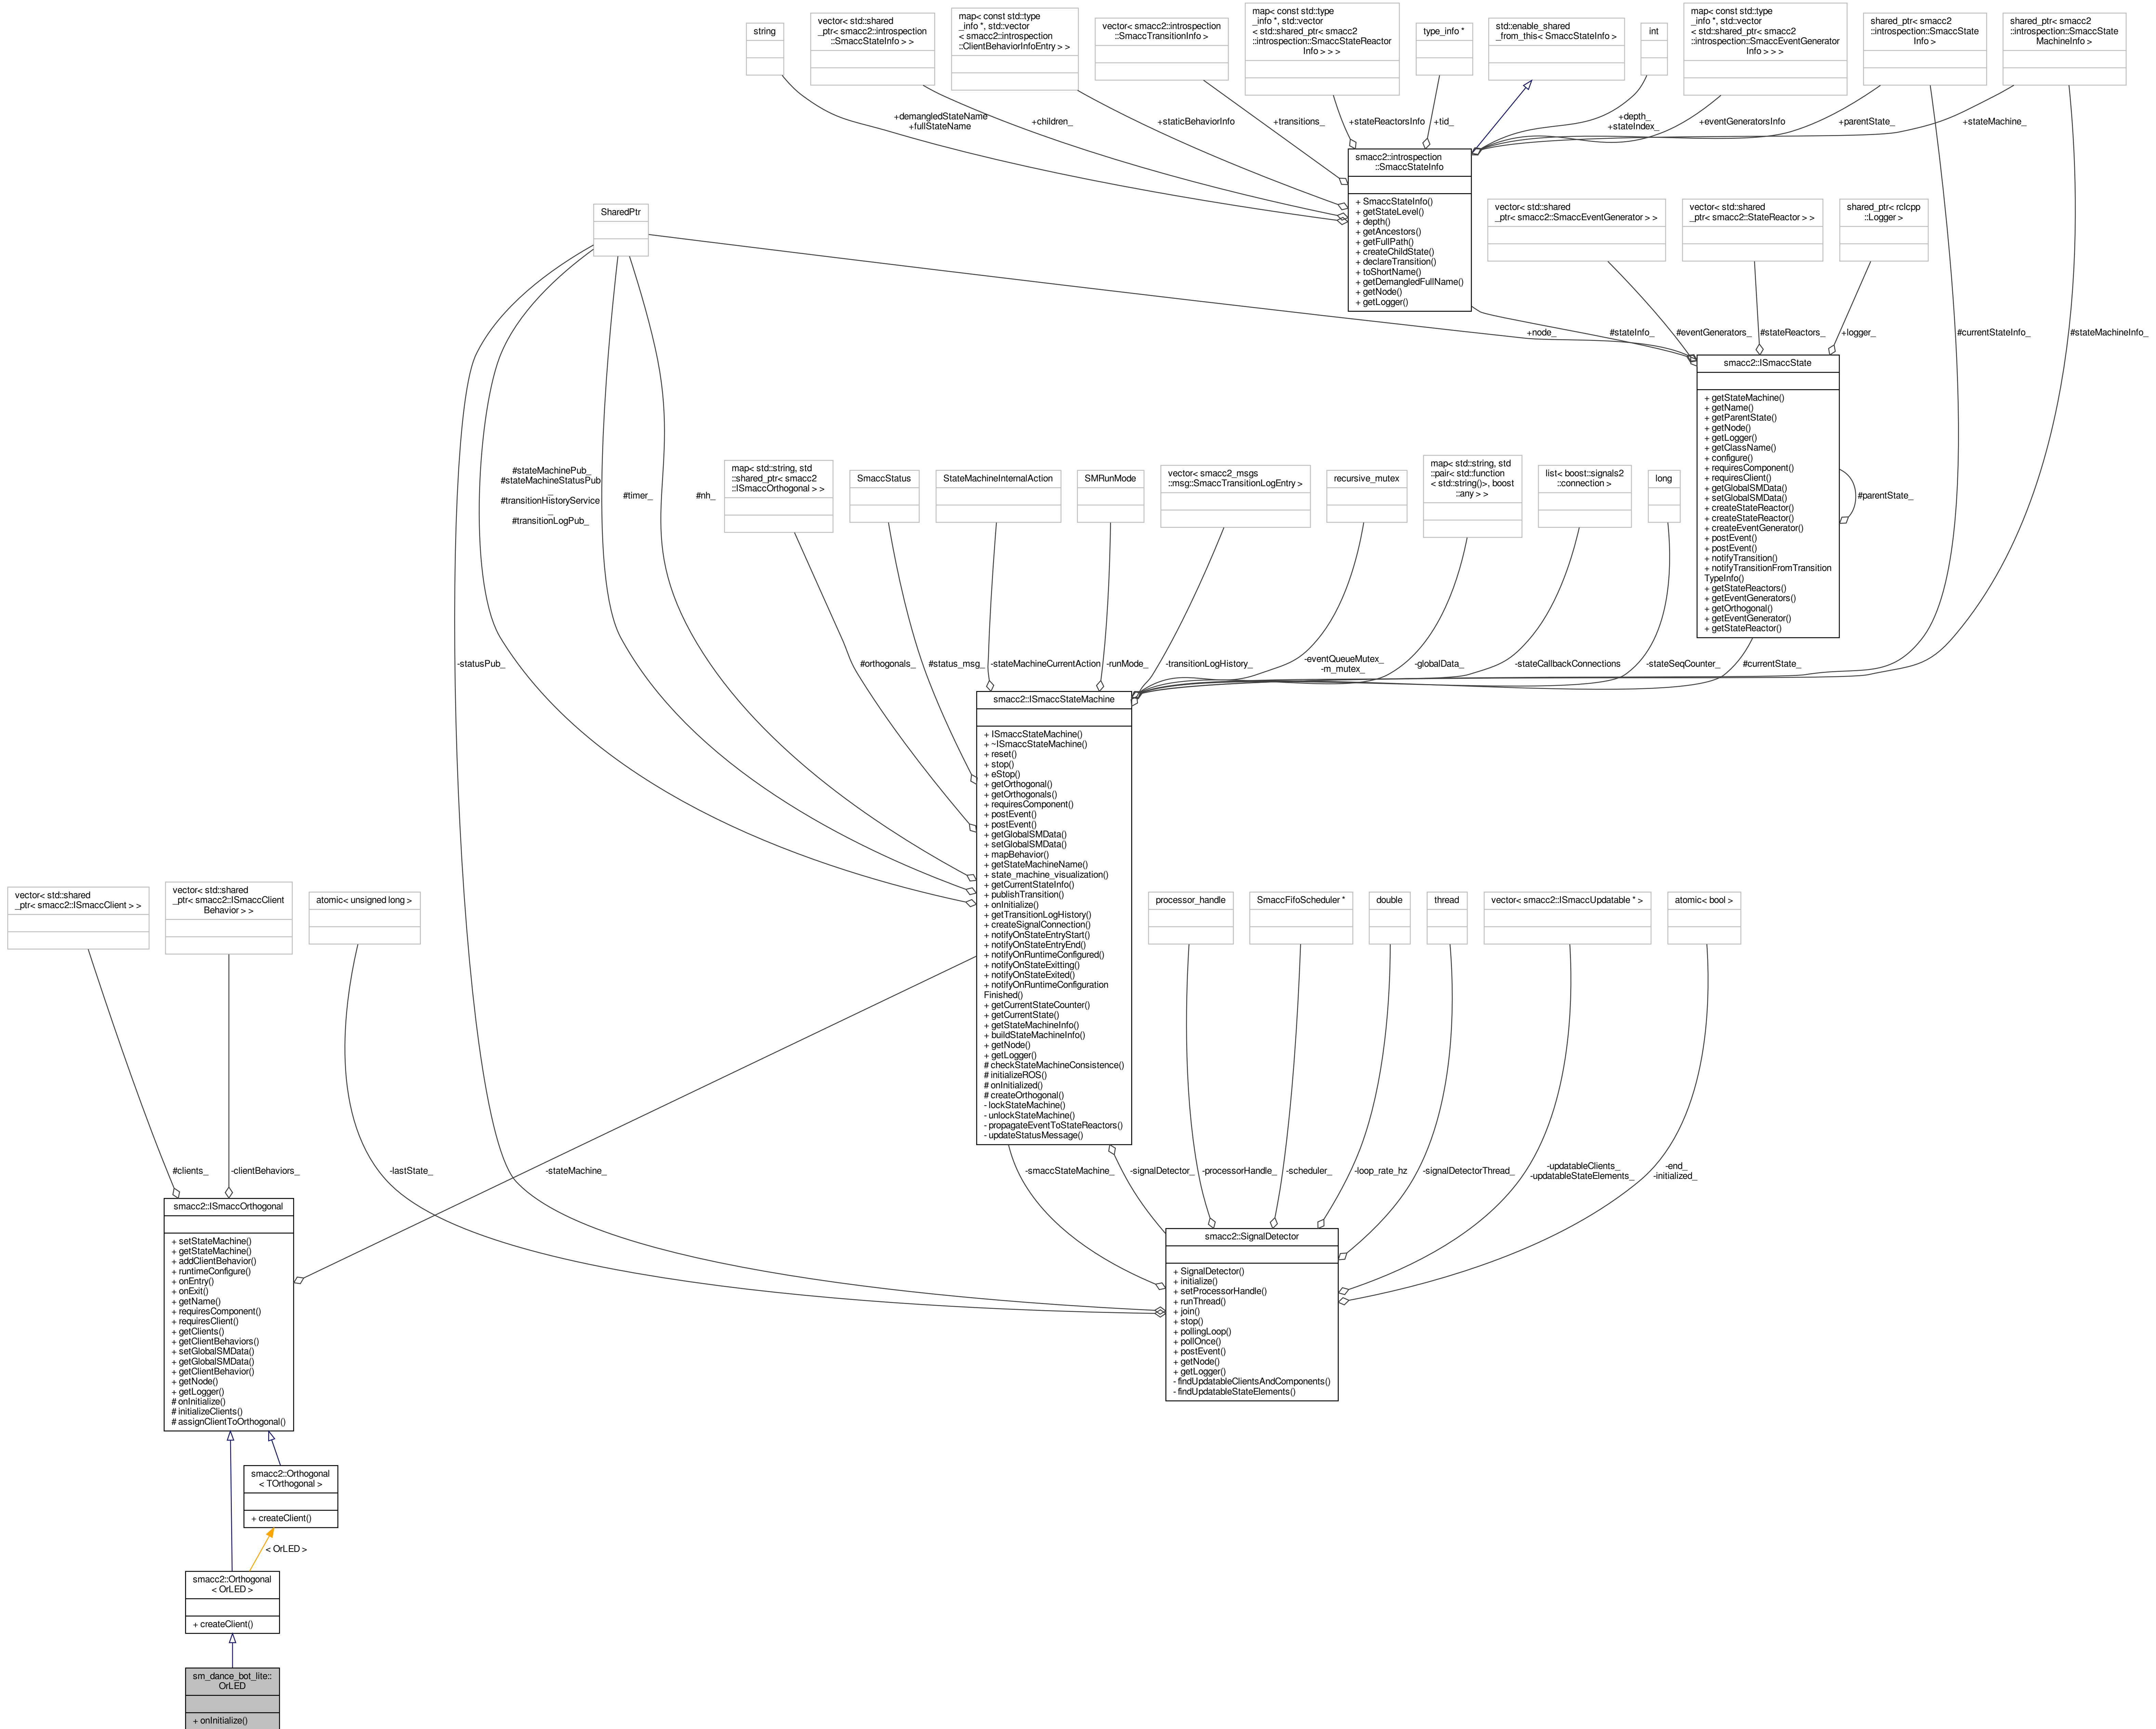 string
vector< std::shared
_ptr< smacc2::introspection
::SmaccStateInfo > >
map< const std::type
_info *, std::vector
< smacc2::introspection
::ClientBehaviorInfoEntry > >
vector< smacc2::introspection
::SmaccTransitionInfo >
map< const std::type
_info *, std::vector
< std::shared_ptr< smacc2
::introspection::SmaccStateReactor
Info > > >
type_info *
std::enable_shared
_from_this< SmaccStateInfo >
int
map< const std::type
_info *, std::vector
< std::shared_ptr< smacc2
::introspection::SmaccEventGenerator
Info > > >
shared_ptr< smacc2
::introspection::SmaccState
Info >
shared_ptr< smacc2
::introspection::SmaccState
MachineInfo >
+demangledStateName
+fullStateName
+children_
+staticBehaviorInfo
+transitions_
+stateReactorsInfo
+tid_
+depth_
+stateIndex_
+eventGeneratorsInfo
+parentState_
+stateMachine_
smacc2::introspection
::SmaccStateInfo
+ SmaccStateInfo()
+ getStateLevel()
+ depth()
+ getAncestors()
+ getFullPath()
+ createChildState()
+ declareTransition()
+ toShortName()
+ getDemangledFullName()
+ getNode()
+ getLogger()
SharedPtr
vector< std::shared
_ptr< smacc2::SmaccEventGenerator > >
vector< std::shared
_ptr< smacc2::StateReactor > >
shared_ptr< rclcpp
::Logger >
+node_
#stateInfo_
#eventGenerators_
#stateReactors_
+logger_
#currentStateInfo_
#stateMachineInfo_
smacc2::ISmaccState
+ getStateMachine()
+ getName()
+ getParentState()
+ getNode()
+ getLogger()
+ getClassName()
+ configure()
+ requiresComponent()
+ requiresClient()
+ getGlobalSMData()
+ setGlobalSMData()
+ createStateReactor()
+ createStateReactor()
+ createEventGenerator()
+ postEvent()
+ postEvent()
+ notifyTransition()
+ notifyTransitionFromTransition
TypeInfo()
+ getStateReactors()
+ getEventGenerators()
+ getOrthogonal()
+ getEventGenerator()
+ getStateReactor()
#parentState_
#stateMachinePub_
#stateMachineStatusPub
_
#transitionHistoryService
_
#transitionLogPub_
#timer_
#nh_
map< std::string, std
::shared_ptr< smacc2
::ISmaccOrthogonal > >
SmaccStatus
StateMachineInternalAction
SMRunMode
vector< smacc2_msgs
::msg::SmaccTransitionLogEntry >
recursive_mutex
map< std::string, std
::pair< std::function
< std::string()>, boost
::any > >
list< boost::signals2
::connection >
long
-statusPub_
#orthogonals_
#status_msg_
-stateMachineCurrentAction
-runMode_
-transitionLogHistory_
-eventQueueMutex_
-m_mutex_
-globalData_
-stateCallbackConnections
-stateSeqCounter_
#currentState_
smacc2::ISmaccStateMachine
+ ISmaccStateMachine()
+ ~ISmaccStateMachine()
+ reset()
+ stop()
+ eStop()
+ getOrthogonal()
+ getOrthogonals()
+ requiresComponent()
+ postEvent()
+ postEvent()
+ getGlobalSMData()
+ setGlobalSMData()
+ mapBehavior()
+ getStateMachineName()
+ state_machine_visualization()
+ getCurrentStateInfo()
+ publishTransition()
+ onInitialize()
+ getTransitionLogHistory()
+ createSignalConnection()
+ notifyOnStateEntryStart()
+ notifyOnStateEntryEnd()
+ notifyOnRuntimeConfigured()
+ notifyOnStateExitting()
+ notifyOnStateExited()
+ notifyOnRuntimeConfiguration
Finished()
+ getCurrentStateCounter()
+ getCurrentState()
+ getStateMachineInfo()
+ buildStateMachineInfo()
+ getNode()
+ getLogger()
# checkStateMachineConsistence()
# initializeROS()
# onInitialized()
# createOrthogonal()
- lockStateMachine()
- unlockStateMachine()
- propagateEventToStateReactors()
- updateStatusMessage()
vector< std::shared
_ptr< smacc2::ISmaccClient > >
vector< std::shared
_ptr< smacc2::ISmaccClient
Behavior > >
atomic< unsigned long >
processor_handle
SmaccFifoScheduler *
double
thread
vector< smacc2::ISmaccUpdatable * >
atomic< bool >
#clients_
-clientBehaviors_
-lastState_
-stateMachine_
-smaccStateMachine_
-signalDetector_
-processorHandle_
-scheduler_
-loop_rate_hz
-signalDetectorThread_
-updatableClients_
-updatableStateElements_
-end_
-initialized_
smacc2::ISmaccOrthogonal
+ setStateMachine()
+ getStateMachine()
+ addClientBehavior()
+ runtimeConfigure()
+ onEntry()
+ onExit()
+ getName()
+ requiresComponent()
+ requiresClient()
+ getClients()
+ getClientBehaviors()
+ setGlobalSMData()
+ getGlobalSMData()
+ getClientBehavior()
+ getNode()
+ getLogger()
# onInitialize()
# initializeClients()
# assignClientToOrthogonal()
smacc2::SignalDetector
+ SignalDetector()
+ initialize()
+ setProcessorHandle()
+ runThread()
+ join()
+ stop()
+ pollingLoop()
+ pollOnce()
+ postEvent()
+ getNode()
+ getLogger()
- findUpdatableClientsAndComponents()
- findUpdatableStateElements()
smacc2::Orthogonal
< TOrthogonal >
+ createClient()
< OrLED >
smacc2::Orthogonal
< OrLED >
+ createClient()
sm_dance_bot_lite::
OrLED
+ onInitialize()